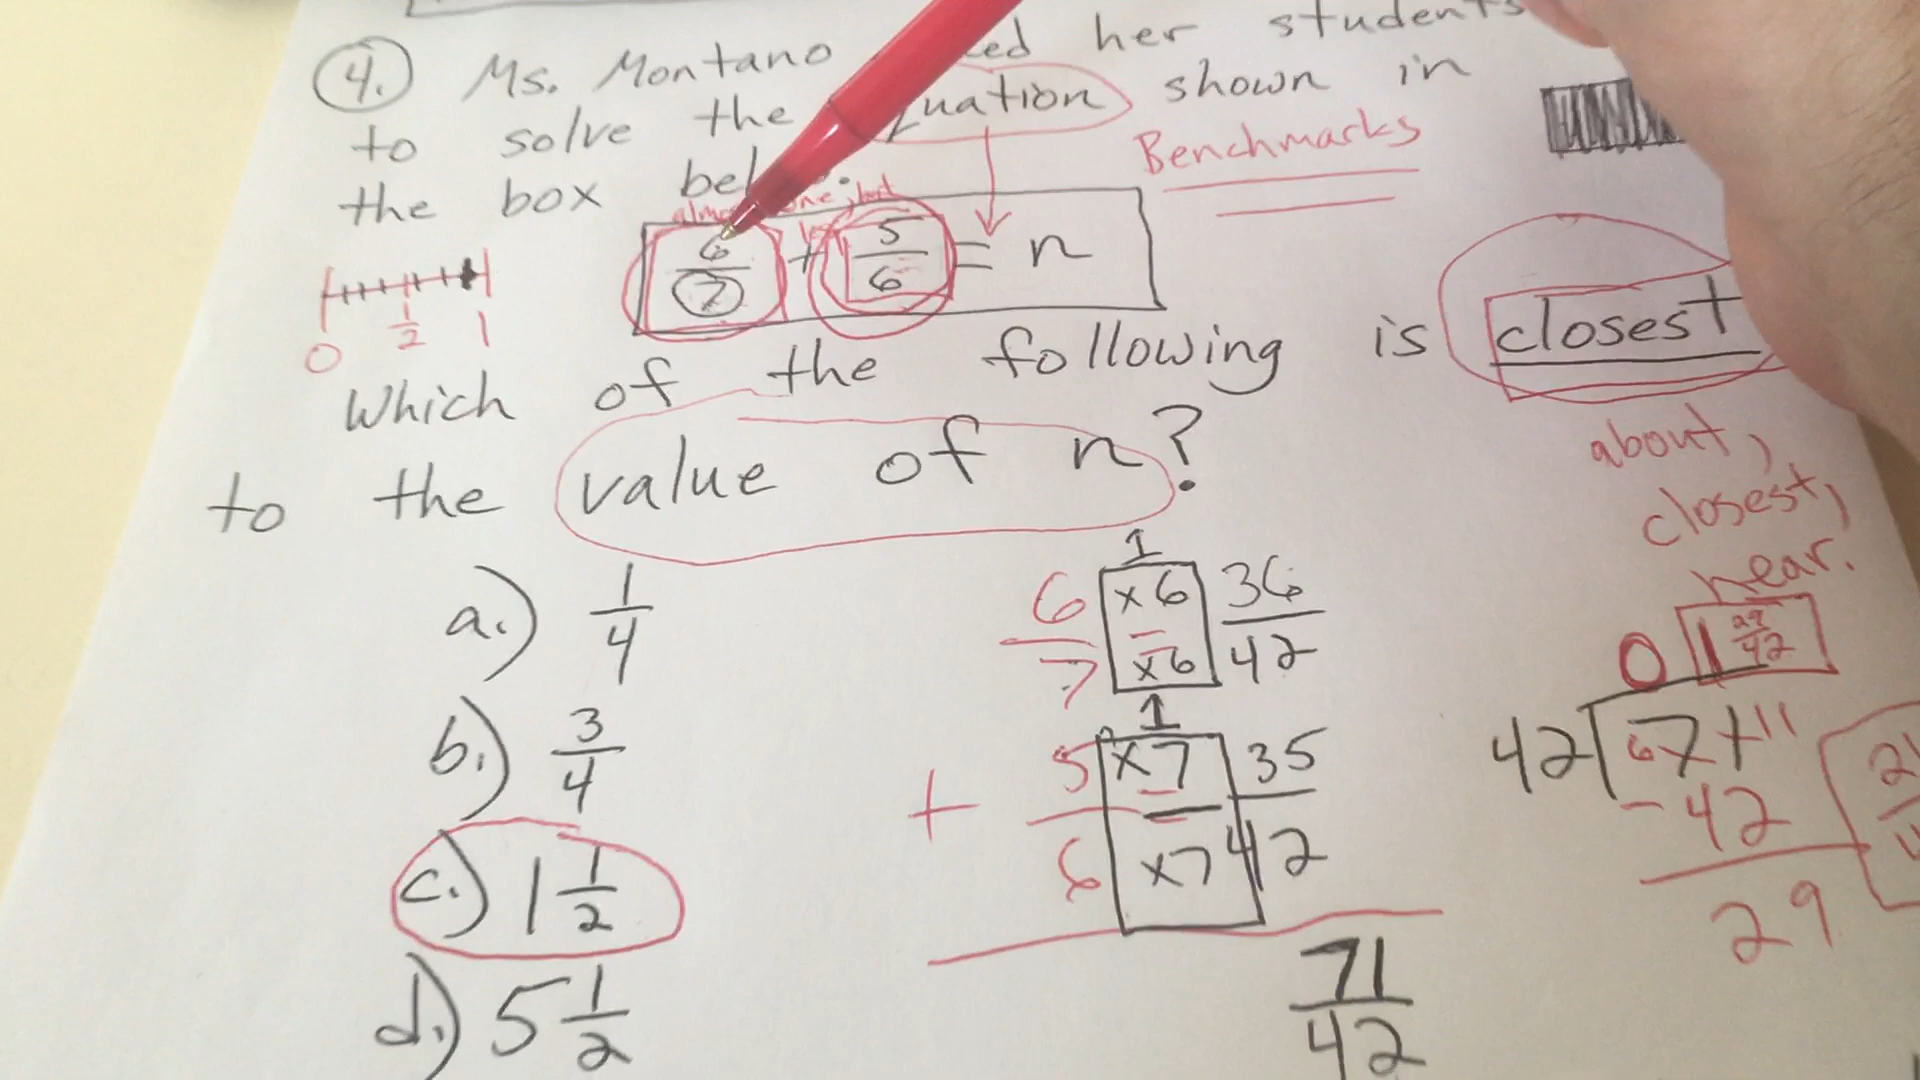 4. Ms. Montano her students
to solve the shown in
Benchmarks
the box
6/7 + 5/6 = n
0 1/2 1
Which of the following is closest
to the value of n?
about,
closest,
near.
a.) 1/4
b.) 3/4
c.) 1 1/2
d.) 5 1/2
1
6/7 x6/x6 36/42
1
+ 5/6 x7/x7 35/42
71/42
0 1 29/42
42 71
- 42
29